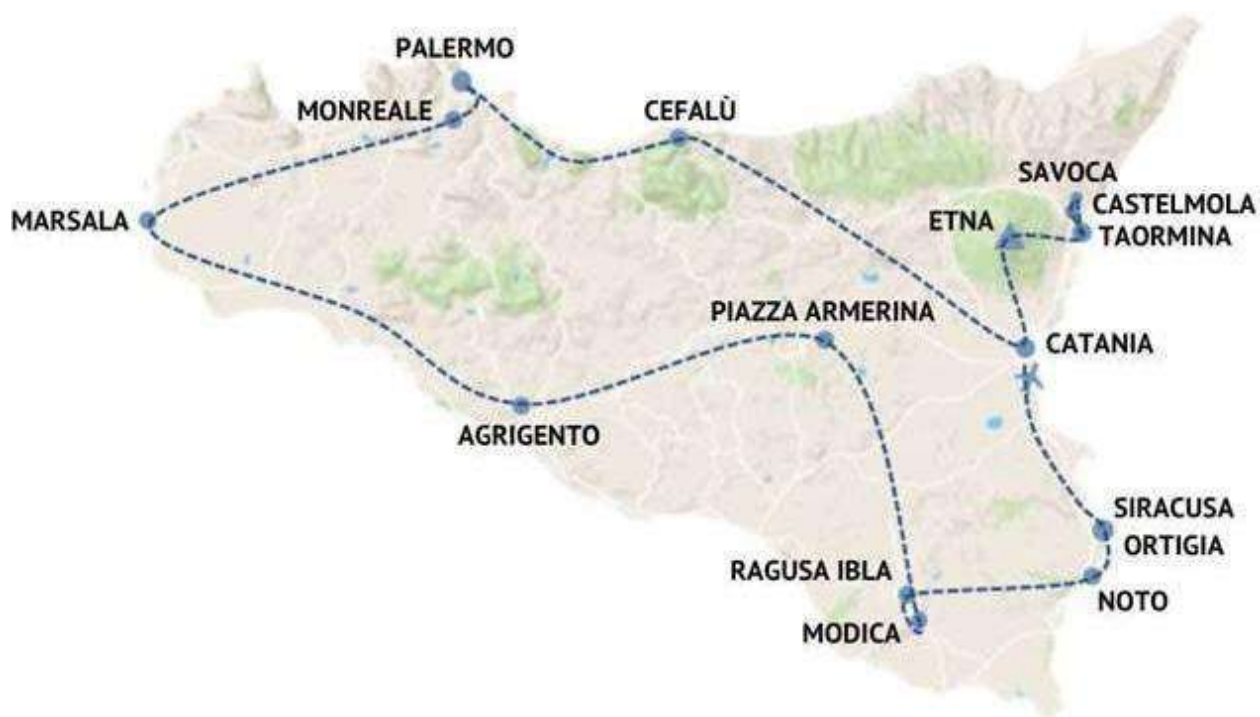 PALERMO
MONREALE
CEFALÙ
SAVOCA
MARSALA
CASTELMOLA
ETNA
TAORMINA
PIAZZA ARMERINA
CATANIA
AGRIGENTO
SIRACUSA
ORTIGIA
RAGUSA IBLA
NOTO
MODICA